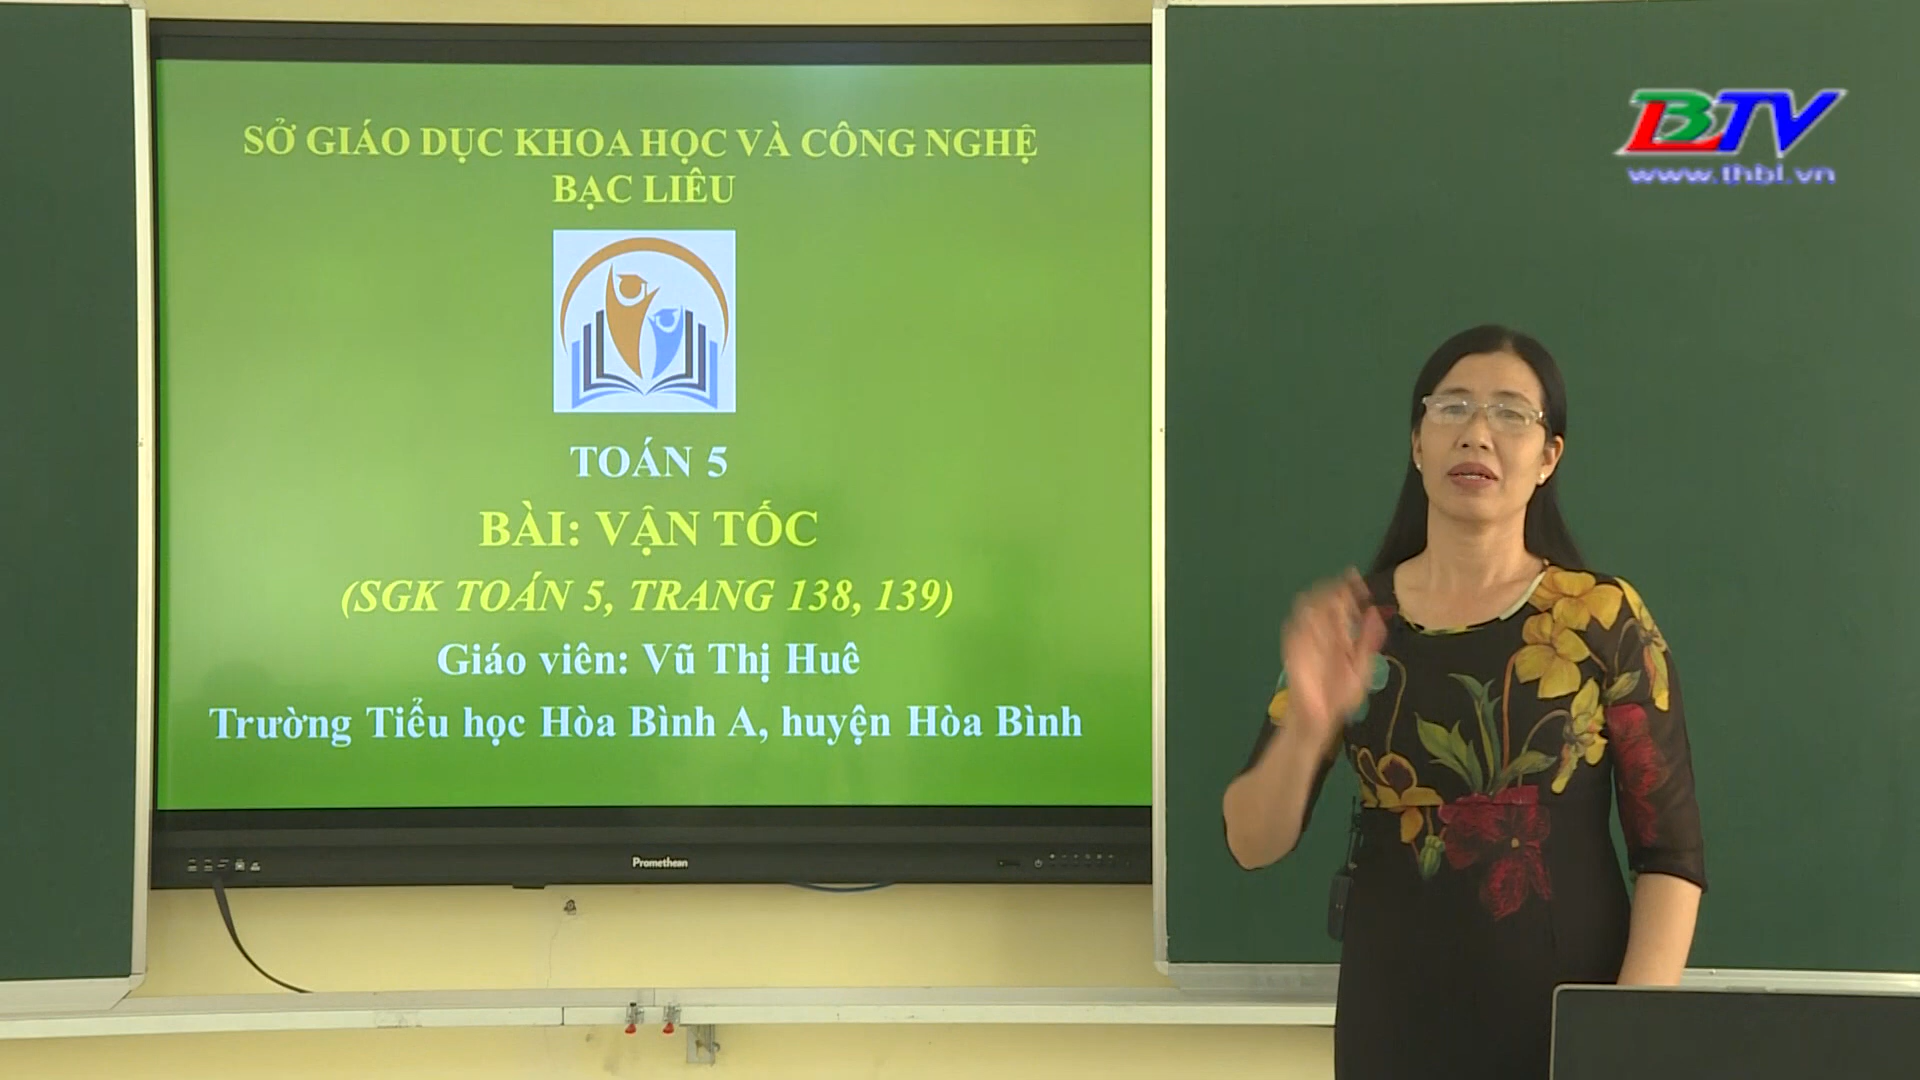 SỞ GIÁO DỤC KHOA HỌC VÀ CÔNG NGHỆ
BẠC LIÊU
TOÁN 5
BÀI: VẬN TỐC
(SGK TOÁN 5, TRANG 138, 139)
Giáo viên: Vũ Thị Huê
Trường Tiểu học Hòa Bình A, huyện Hòa Bình
Promethean
BTV
www.thbl.vn